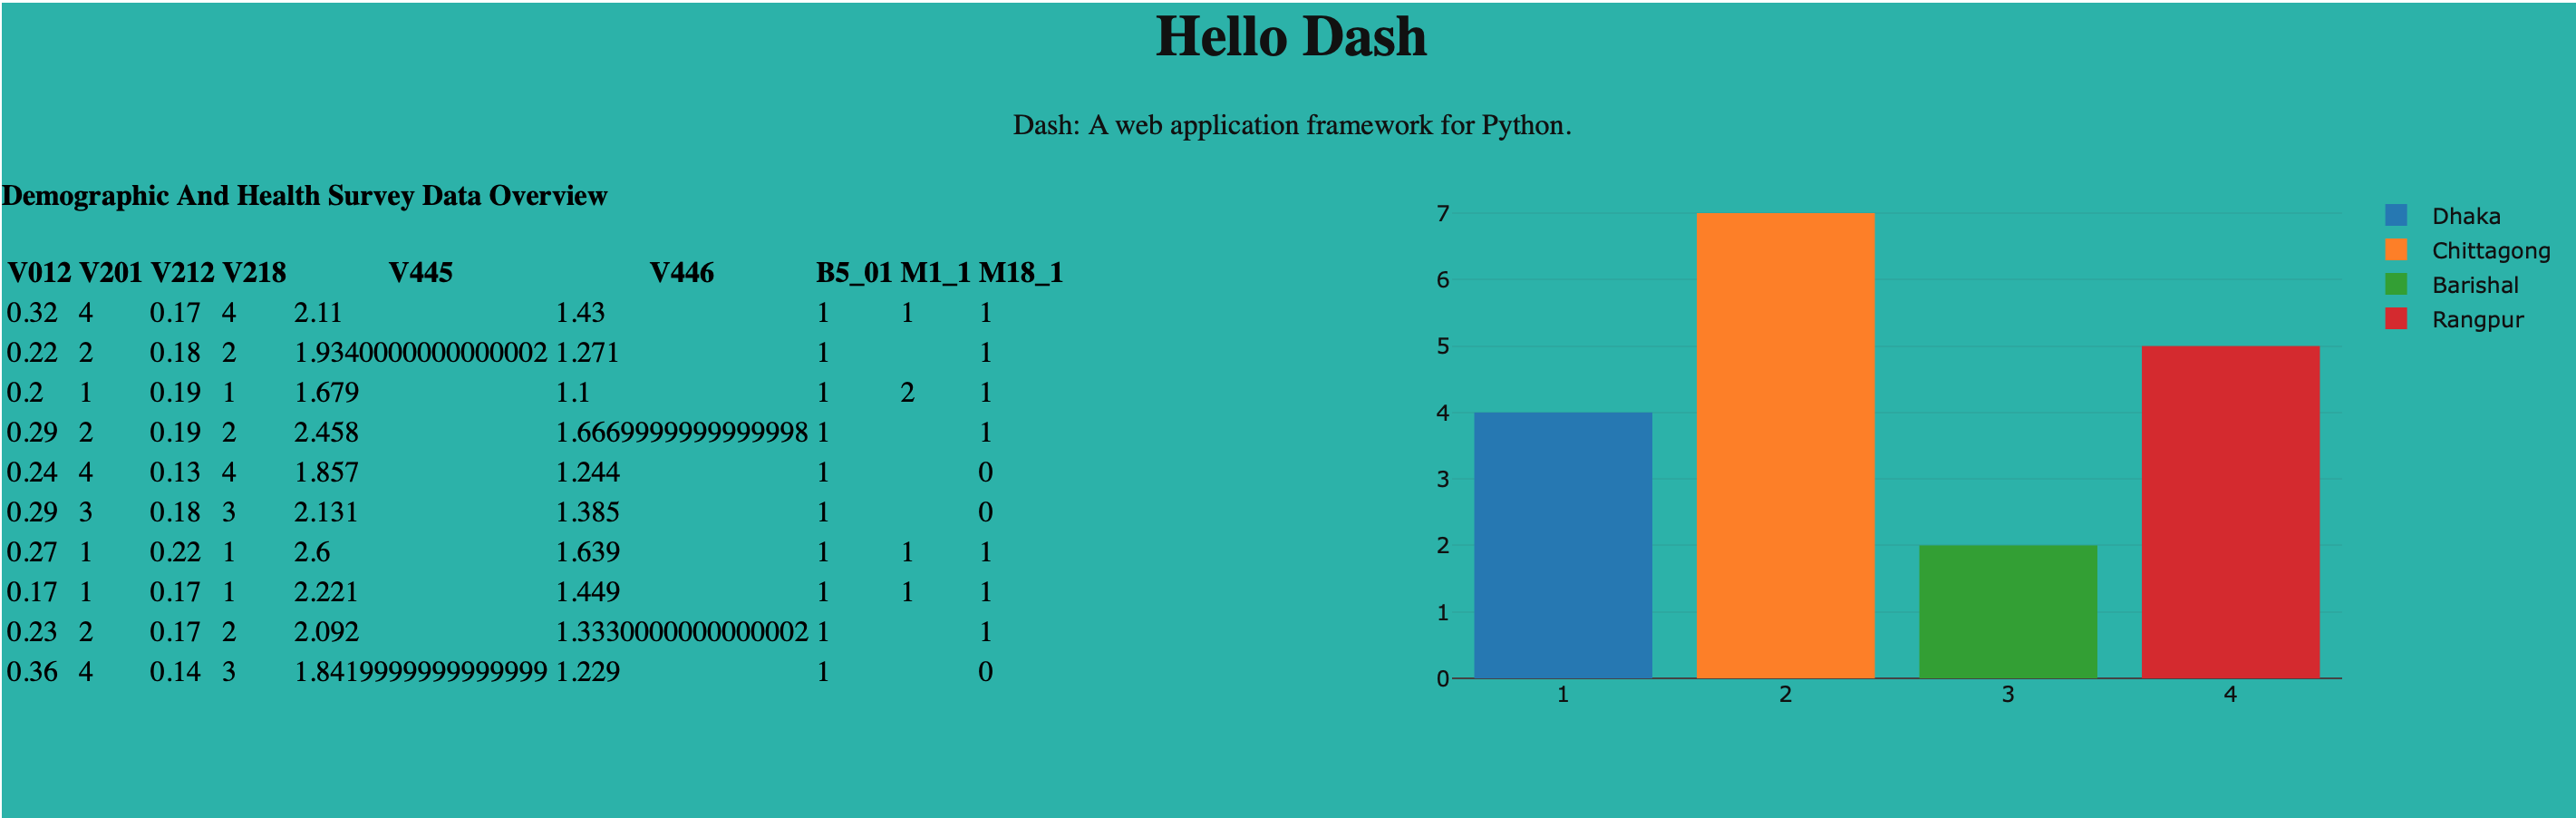 Hello Dash
Dash: A web application framework for Python.
Demographic And Health Survey Data Overview
V012 V201 V212 V218 V445 V446 B5_01 M1_1 M18_1
0.32 4 0.17 4 2.11 1.43 1 1 1
0.22 2 0.18 2 1.9340000000000002 1.271 1 1
0.2 1 0.19 1 1.679 1.1 1 2 1
0.29 2 0.19 2 2.458 1.6669999999999998 1 1
0.24 4 0.13 4 1.857 1.244 1 0
0.29 3 0.18 3 2.131 1.385 1 0
0.27 1 0.22 1 2.6 1.639 1 1 1
0.17 1 0.17 1 2.221 1.449 1 1 1
0.23 2 0.17 2 2.092 1.3330000000000002 1 1
0.36 4 0.14 3 1.8419999999999999 1.229 1 0
7
6
5
4
3
2
1
0
1 2 3 4
Dhaka
Chittagong
Barishal
Rangpur